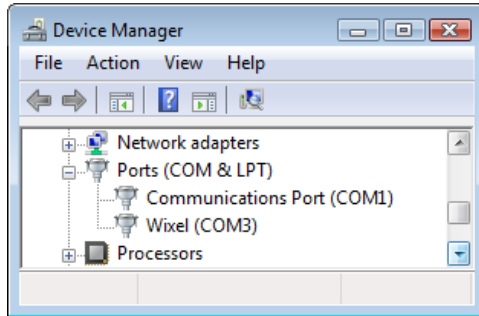 Device Manager
File Action View Help
Network adapters
Ports (COM & LPT)
Communications Port (COM1)
Wixel (COM3)
Processors